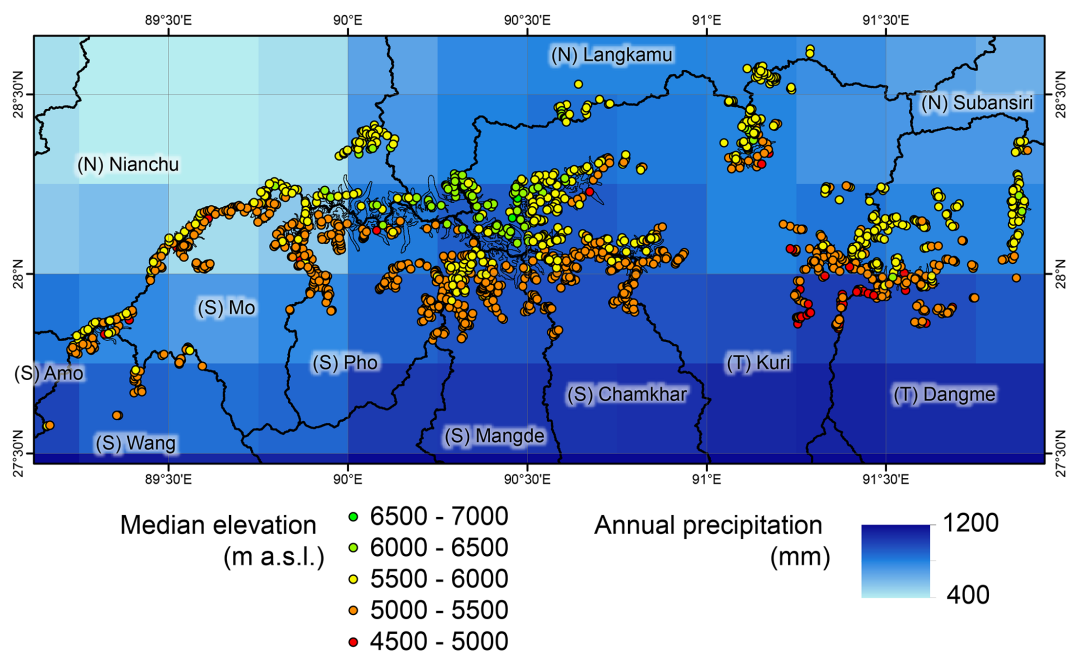 89°30'E 90°E 90°30'E 91°E 91°30'E
(N) Langkamu
28°30'N 28°30'N
(N) Subansiri
(N) Nianchu
28°N 28°N
(S) Mo
(S) Pho (T) Kuri
(S) Amo
(S) Chamkhar (T) Dangme
(S) Wang (S) Mangde
27°30'N 27°30'N
89°30'E 90°E 90°30'E 91°E 91°30'E
Median elevation
(m a.s.l.)
6500 - 7000
6000 - 6500
5500 - 6000
5000 - 5500
4500 - 5000
Annual precipitation
(mm)
1200
400